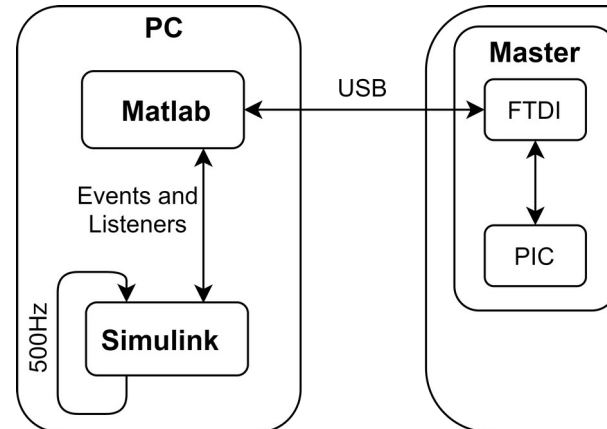 PC
Master
Matlab
USB
FTDI
Events and
Listeners
PIC
500Hz
Simulink